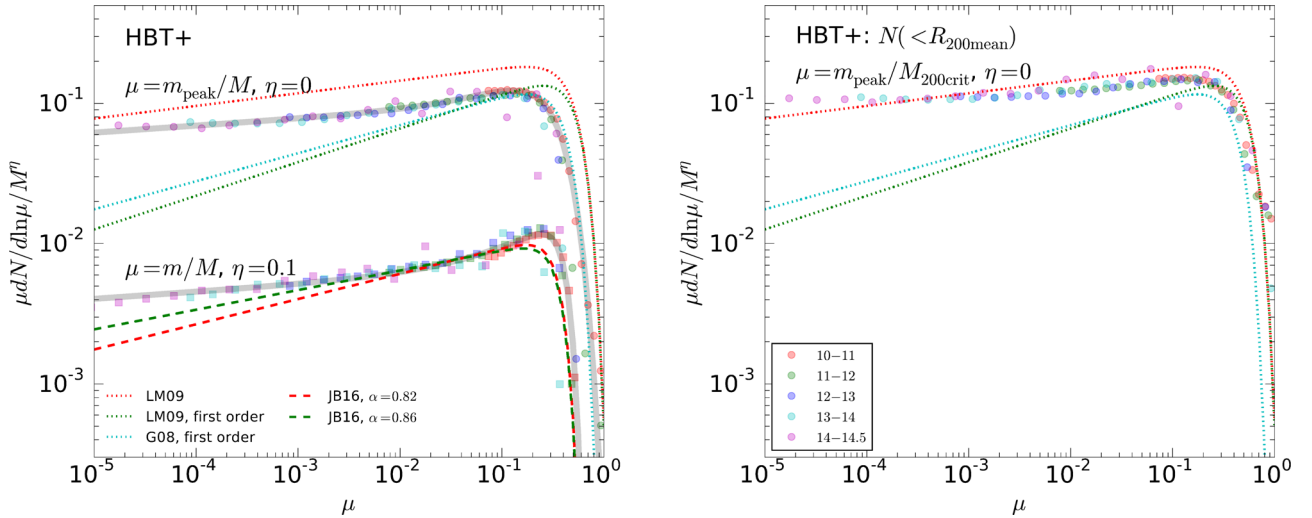 HBT+
μ=m_peak/M, η=0
μ=m/M, η=0.1
LM09
LM09, first order
G08, first order
JB16, α=0.82
JB16, α=0.86
10^-5
10^-4
10^-3
10^-2
10^-1
10^0
μ
10^-1
10^-2
10^-3
μdN/dlnμ/M^η
HBT+: N(<R_200mean)
μ=m_peak/M_200crit, η=0
10−11
11−12
12−13
13−14
14−14.5
10^-5
10^-4
10^-3
10^-2
10^-1
10^0
μ
10^-1
10^-2
10^-3
μdN/dlnμ/M^η